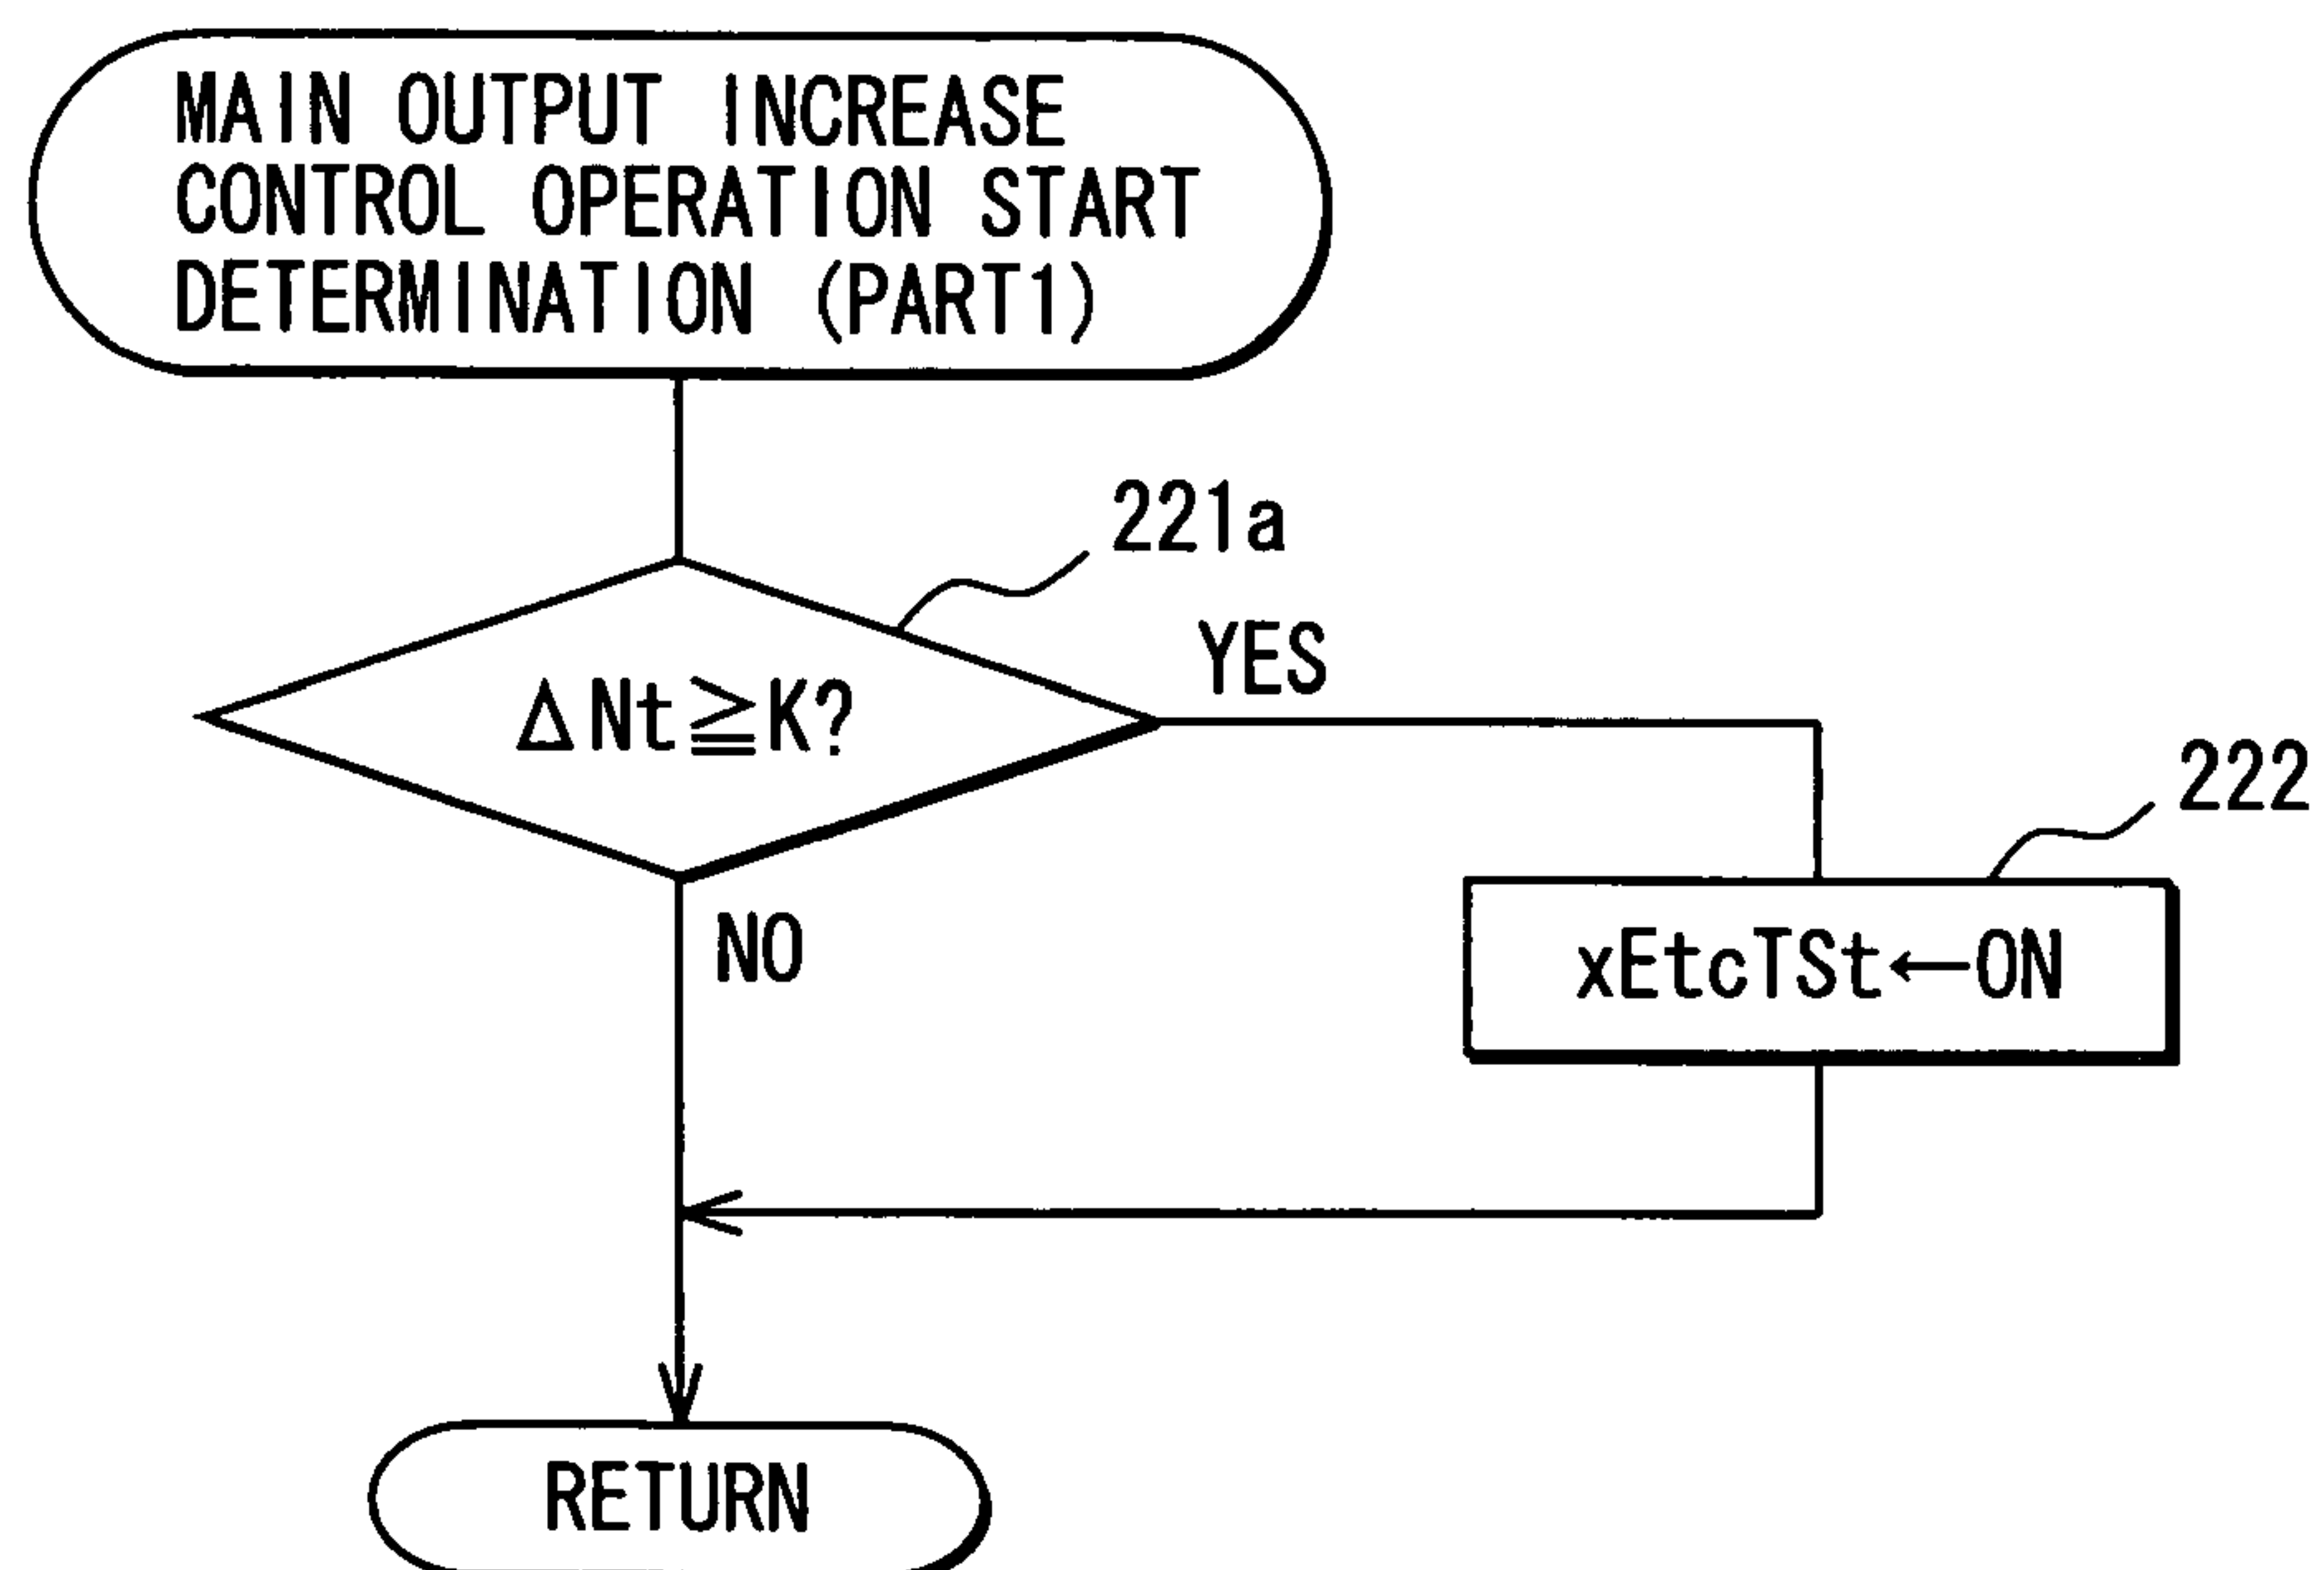 MAIN OUTPUT INCREASE
CONTROL OPERATION START
DETERMINATION (PART1)
221a
YES
ΔNt≧K?
222
NO
xEtcTSt←ON
RETURN